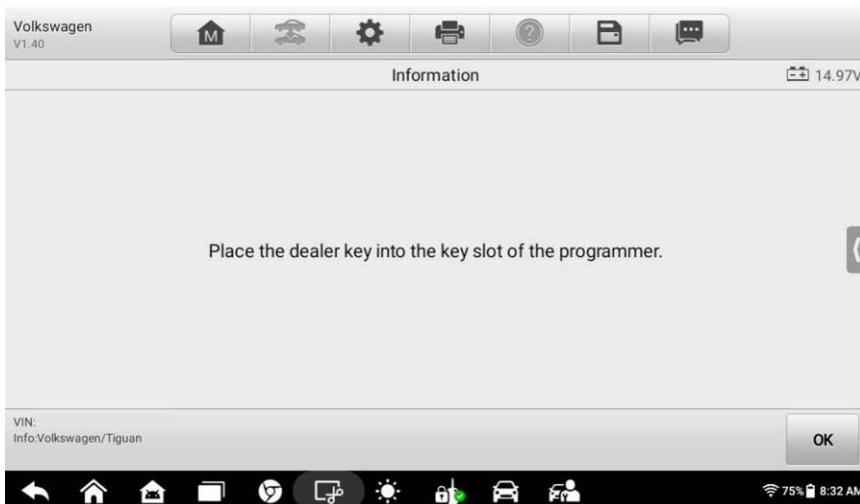 Volkswagen
V1.40
M
Information
14.97V
Place the dealer key into the key slot of the programmer.
VIN:
Info:Volkswagen/Tiguan
OK
75% 8:32 AM